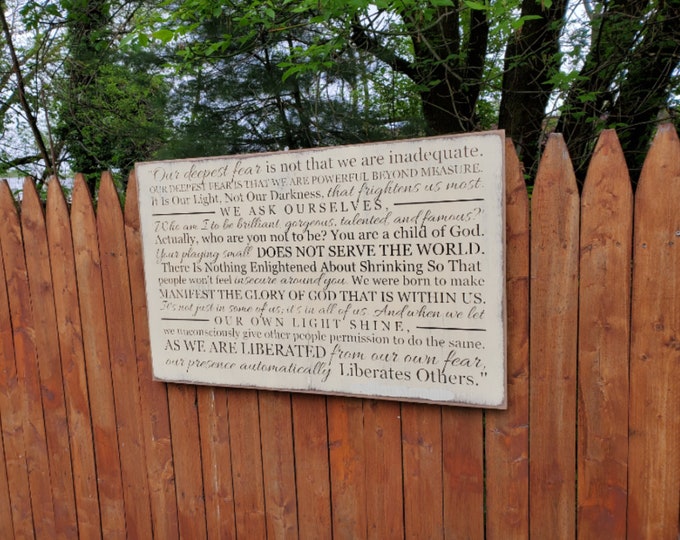 "Our deepest fear is not that we are inadequate.
OUR DEEPEST FEAR IS THAT WE ARE POWERFUL BEYOND MEASURE.
It Is Our Light, Not Our Darkness, that frightens us most.
WE ASK OURSELVES,
Who am I to be brilliant, gorgeous, talented, and famous?
Actually, who are you not to be? You are a child of God.
Your playing small DOES NOT SERVE THE WORLD.
There Is Nothing Enlightened About Shrinking So That
people won't feel insecure around you. We were born to make
MANIFEST THE GLORY OF GOD THAT IS WITHIN US.
It's not just in some of us, it's in all of us. And when we let
OUR OWN LIGHT SHINE,
we unconsciously give other people permission to do the same.
AS WE ARE LIBERATED from our own fear,
our presence automatically Liberates Others."